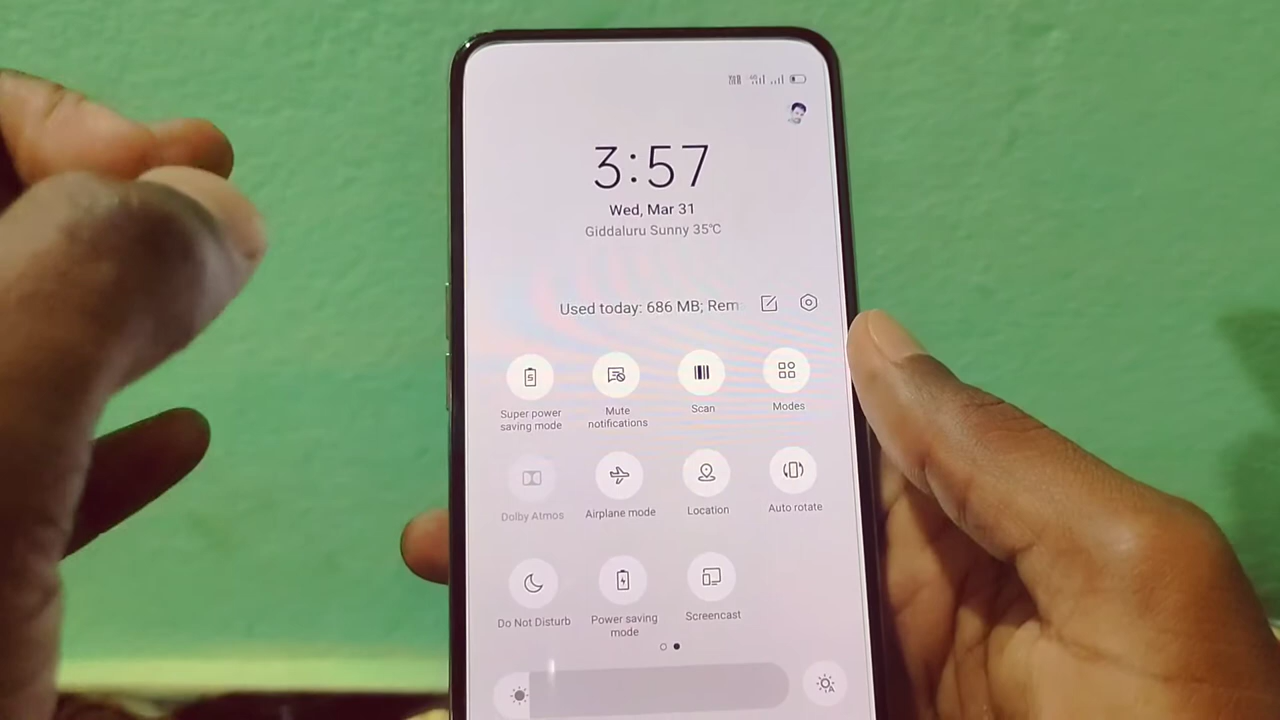 3:57
Wed, Mar 31
Giddaluru Sunny 35°C
Used today: 686 MB; Rem
Super power
saving mode
Mute
notifications
Scan
Modes
Dolby Atmos
Airplane mode
Location
Auto rotate
Do Not Disturb
Power saving
mode
Screencast